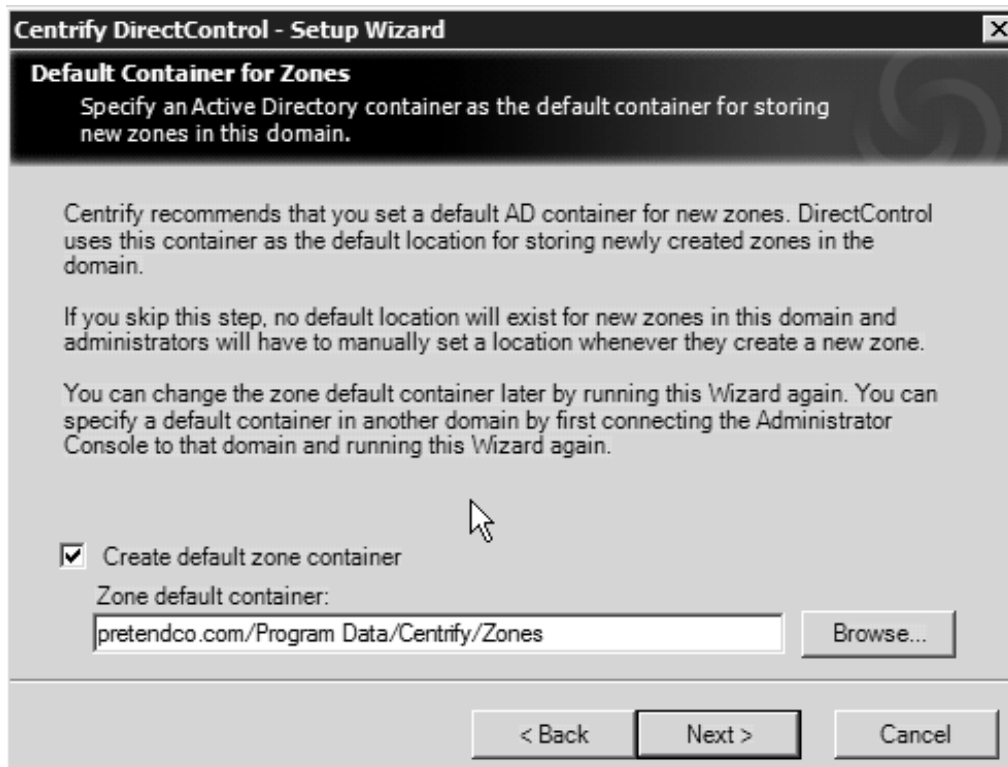 Centrify DirectControl - Setup Wizard
Default Container for Zones
Specify an Active Directory container as the default container for storing
new zones in this domain.
Centrify recommends that you set a default AD container for new zones. DirectControl
uses this container as the default location for storing newly created zones in the
domain.
If you skip this step, no default location will exist for new zones in this domain and
administrators will have to manually set a location whenever they create a new zone.
You can change the zone default container later by running this Wizard again. You can
specify a default container in another domain by first connecting the Administrator
Console to that domain and running this Wizard again.
Create default zone container
Zone default container:
pretendco.com/Program Data/Centrify/Zones
Browse...
< Back
Next >
Cancel